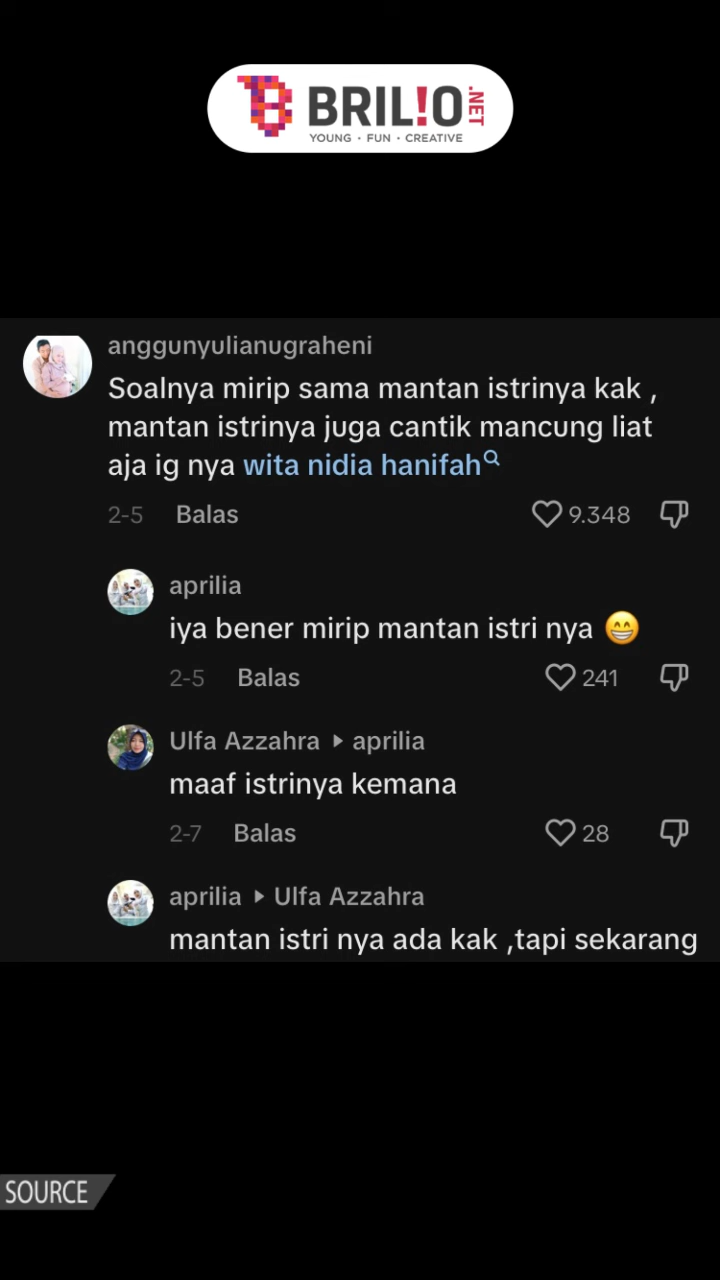 BRIL!O.NET
YOUNG · FUN · CREATIVE
anggunyulianugraheni
Soalnya mirip sama mantan istrinya kak ,
mantan istrinya juga cantik mancung liat
aja ig nya wita nidia hanifah
2-5 Balas 9.348
aprilia
iya bener mirip mantan istri nya 😁
2-5 Balas 241
Ulfa Azzahra ▸ aprilia
maaf istrinya kemana
2-7 Balas 28
aprilia ▸ Ulfa Azzahra
mantan istri nya ada kak ,tapi sekarang
SOURCE